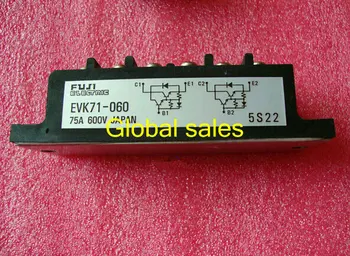 FUJI
ELECTRIC
EVK71-060
75A 600V JAPAN
C1 E1 C2 E2
B1 B2
5S22
Global sales